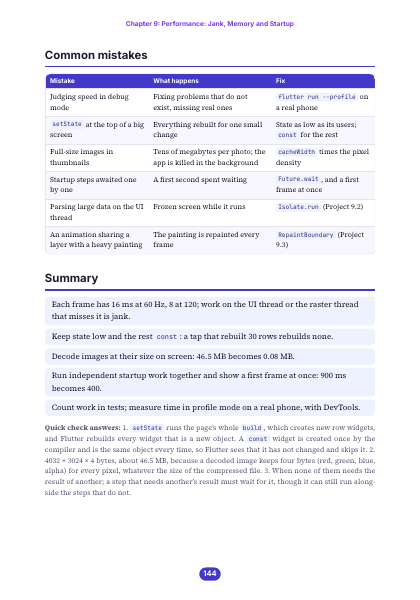 Chapter 9: Performance: Jank, Memory and Startup
Common mistakes
Mistake What happens Fix
Judging speed in debug mode Fixing problems that do not exist, missing real ones flutter run --profile on a real phone
setState at the top of a big screen Everything rebuilt for one small change State as low as its users; const for the rest
Full-size images in thumbnails Tens of megabytes per photo; the app is killed in the background cacheWidth times the pixel density
Startup steps awaited one by one A first second spent waiting Future.wait, and a first frame at once
Parsing large data on the UI thread Frozen screen while it runs Isolate.run (Project 9.2)
An animation sharing a layer with a heavy painting The painting is repainted every frame RepaintBoundary (Project 9.3)
Summary
Each frame has 16 ms at 60 Hz, 8 at 120; work on the UI thread or the raster thread
that misses it is jank.
Keep state low and the rest const : a tap that rebuilt 30 rows rebuilds none.
Decode images at their size on screen: 46.5 MB becomes 0.08 MB.
Run independent startup work together and show a first frame at once: 900 ms
becomes 400.
Count work in tests; measure time in profile mode on a real phone, with DevTools.
Quick check answers: 1. setState runs the page's whole build, which creates new row widgets,
and Flutter rebuilds every widget that is a new object. A const widget is created once by the
compiler and is the same object every time, so Flutter sees that it has not changed and skips it. 2.
4032 × 3024 × 4 bytes, about 46.5 MB, because a decoded image keeps four bytes (red, green, blue,
alpha) for every pixel, whatever the size of the compressed file. 3. When none of them needs the
result of another; a step that needs another's result must wait for it, though it can still run along-
side the steps that do not.
144